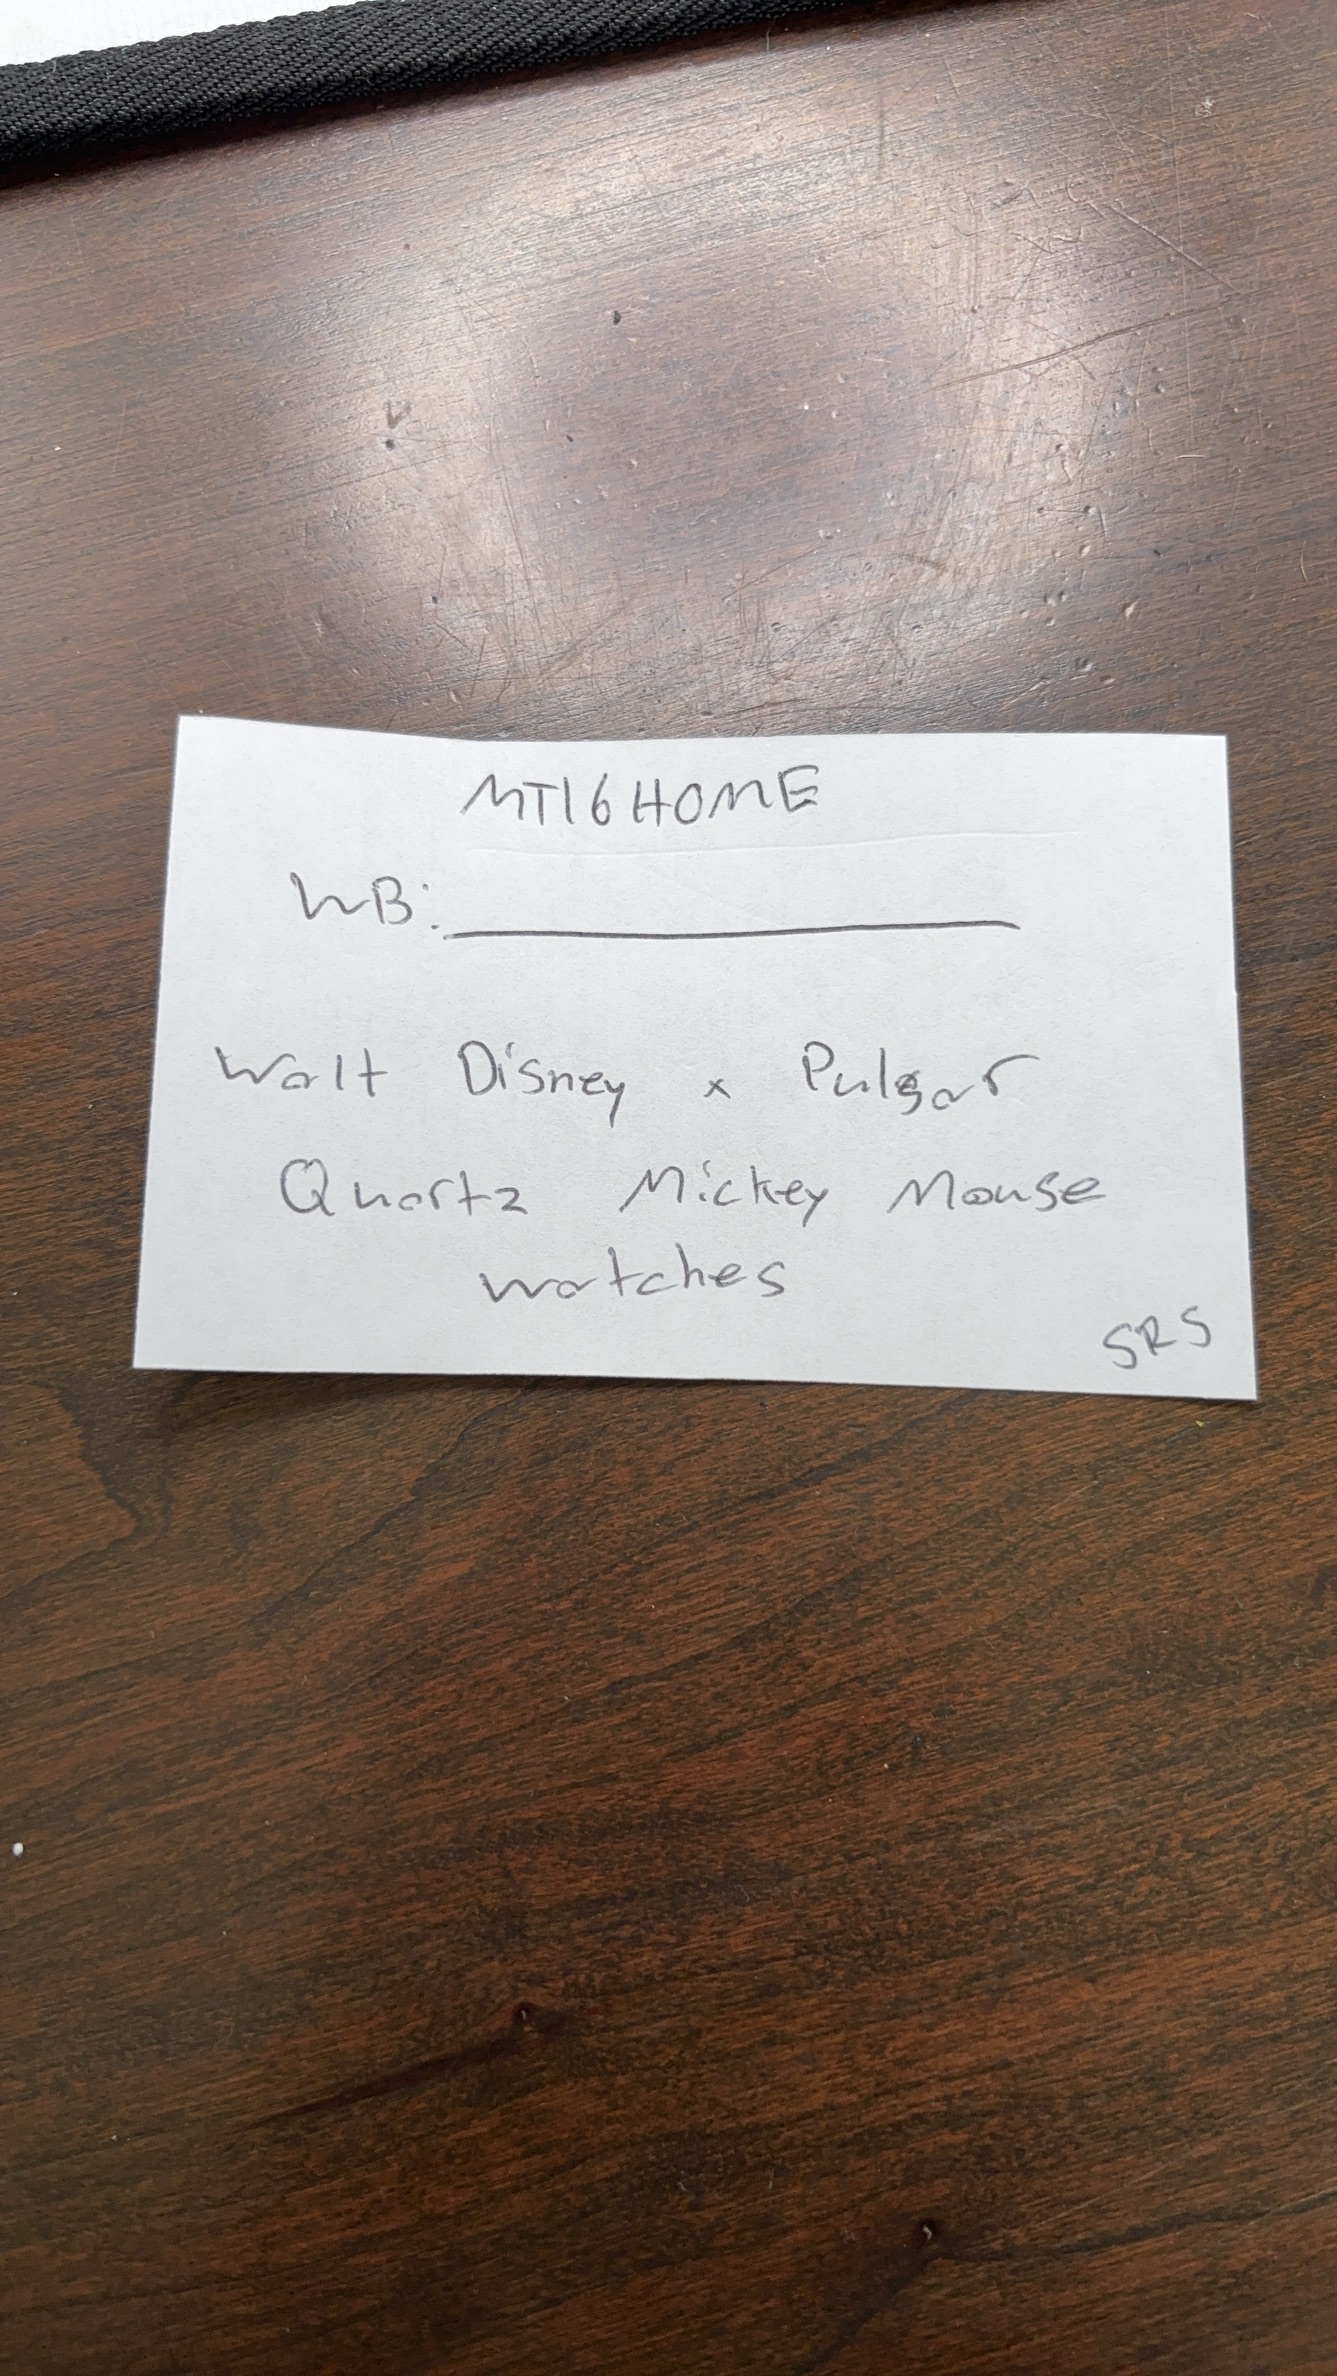 MT16HOME
WB: 
Walt Disney x Pulsar
Quartz Mickey Mouse
watches
SRS